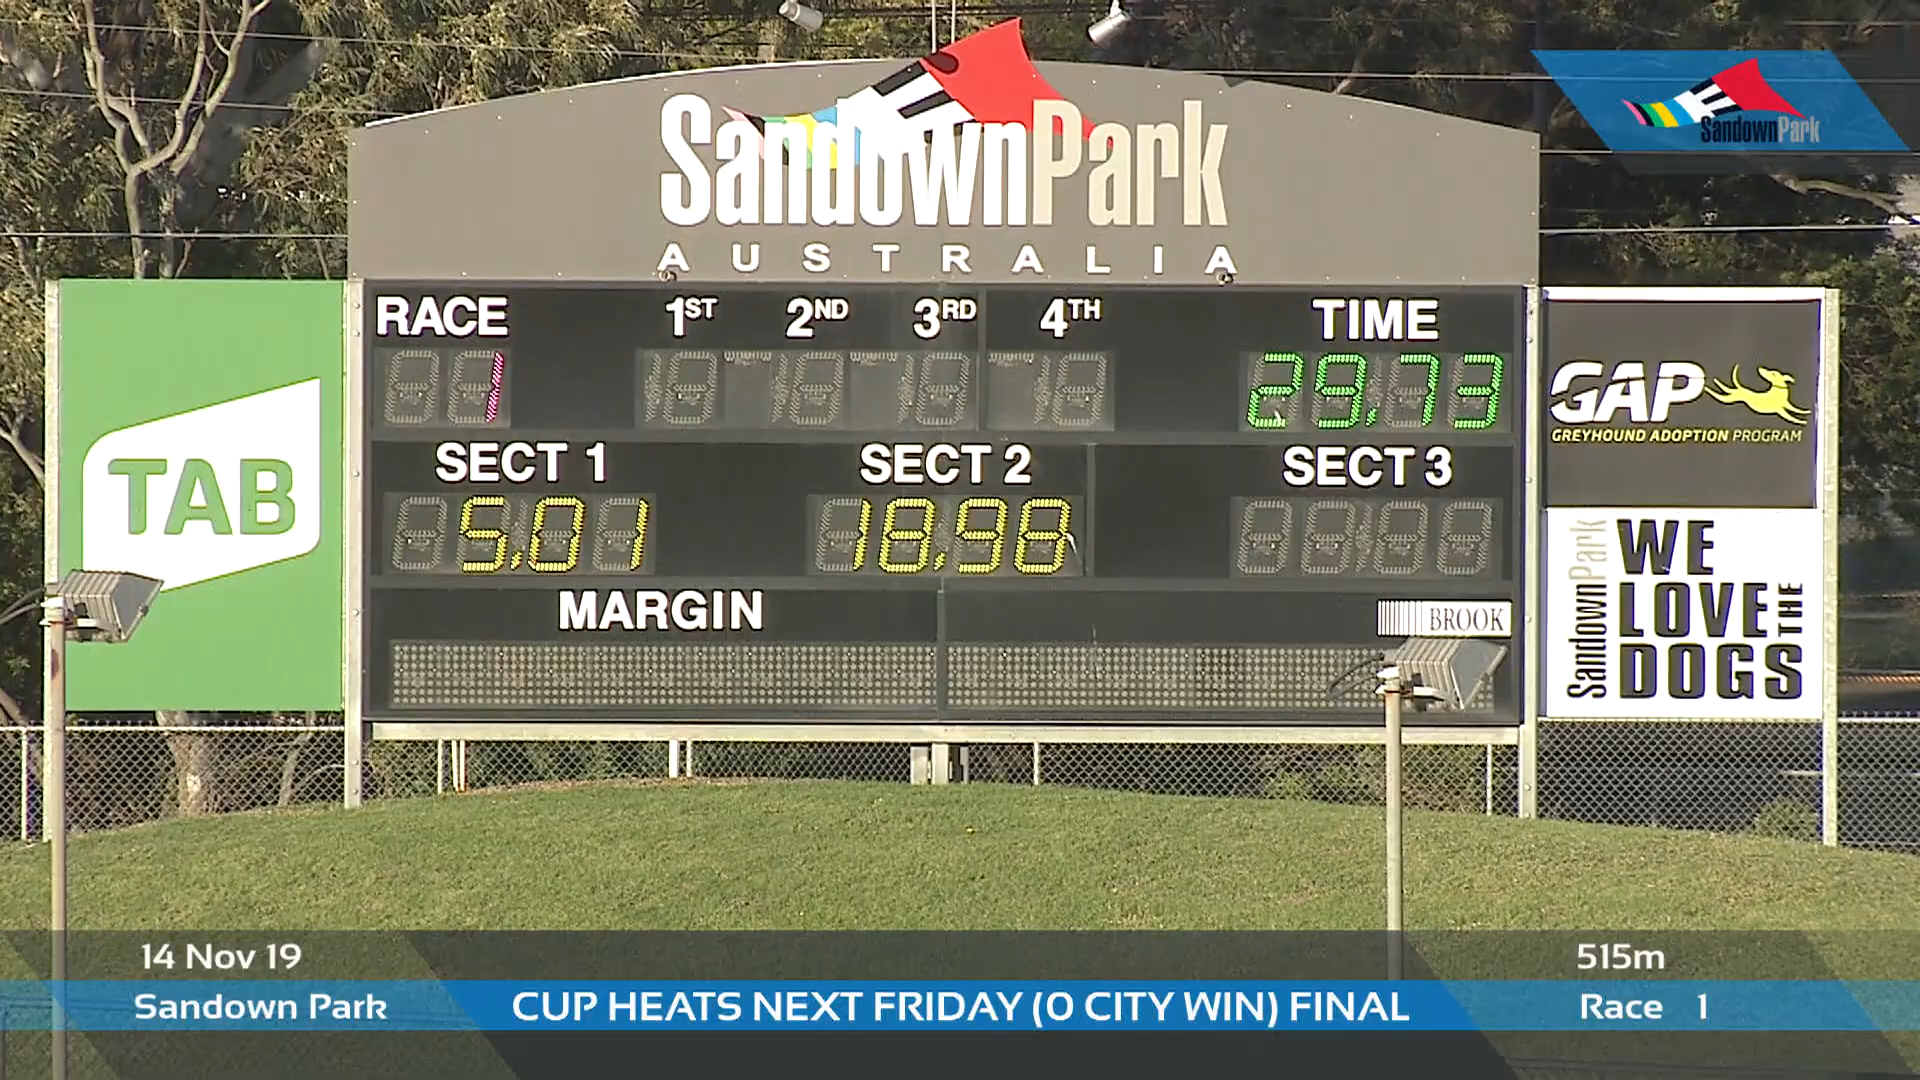 SandownPark
AUSTRALIA
SandownPark
RACE 1ST 2ND 3RD 4TH TIME
1 29.73
SECT 1 SECT 2 SECT 3
5.01 18.98
MARGIN
BROOK
TAB
GAP
GREYHOUND ADOPTION PROGRAM
SandownPark
WE
LOVE THE
DOGS
14 Nov 19
Sandown Park
CUP HEATS NEXT FRIDAY (0 CITY WIN) FINAL
515m
Race 1